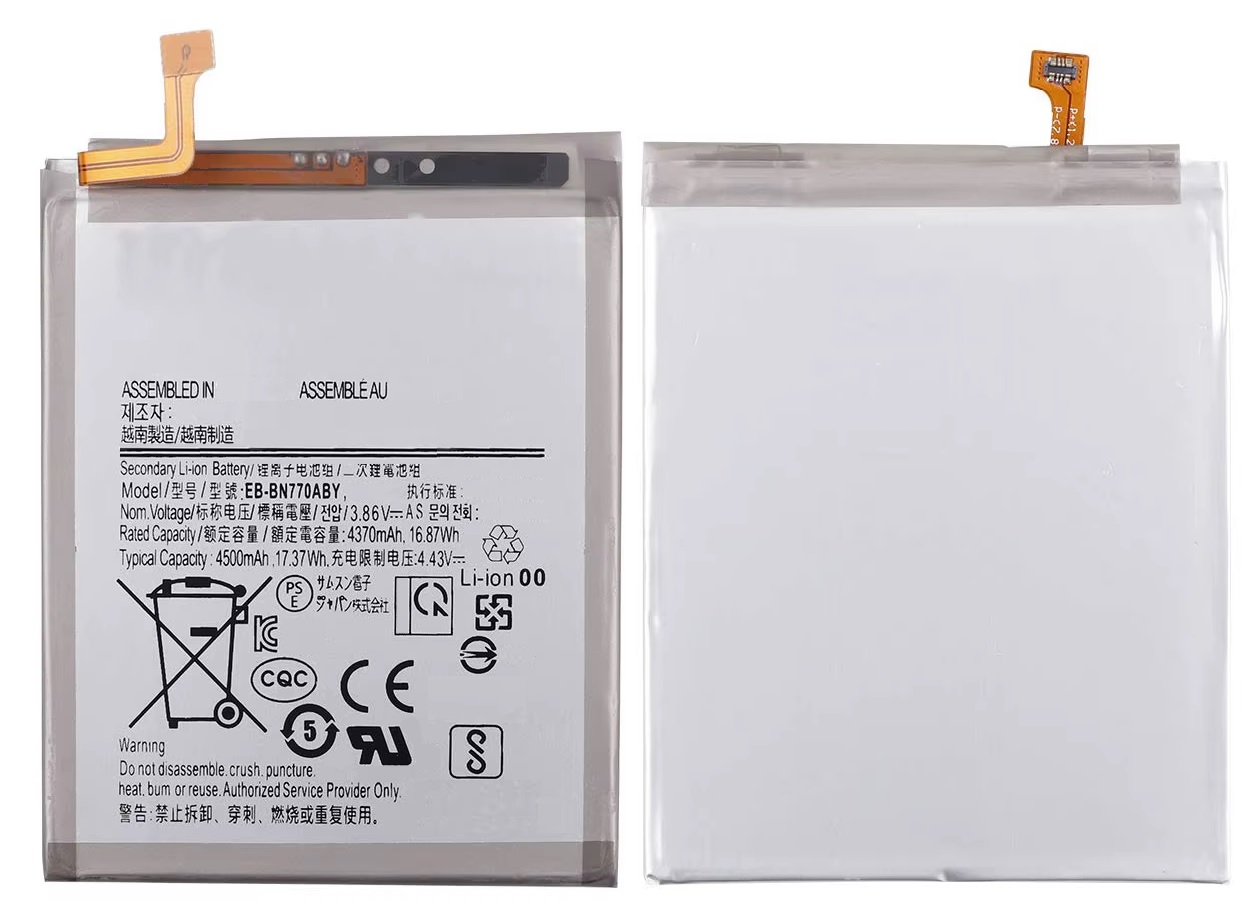 ASSEMBLED IN ASSEMBLÉ AU
제조자 :
越南製造/越南制造
Secondary Li-ion Battery/锂离子电池组/二次鋰電池組
Model/型号/型號:EB-BN770ABY, 执行标准:
Nom.Voltage/标称电压/標稱電壓/전압/3.86V⎓AS 문의 전화:
Rated Capacity/额定容量/額定電容量:4370mAh, 16.87Wh
Typical Capacity : 4500mAh,17.37Wh,充电限制电压:4.43V⎓
Li-ion 00
PS E
サムスン電子
ジャパン株式会社
CQC
CE
5
Warning
Do not disassemble. crush. puncture.
heat. burn or reuse. Authorized Service Provider Only.
警告:禁止拆卸、穿刺、燃烧或重复使用。